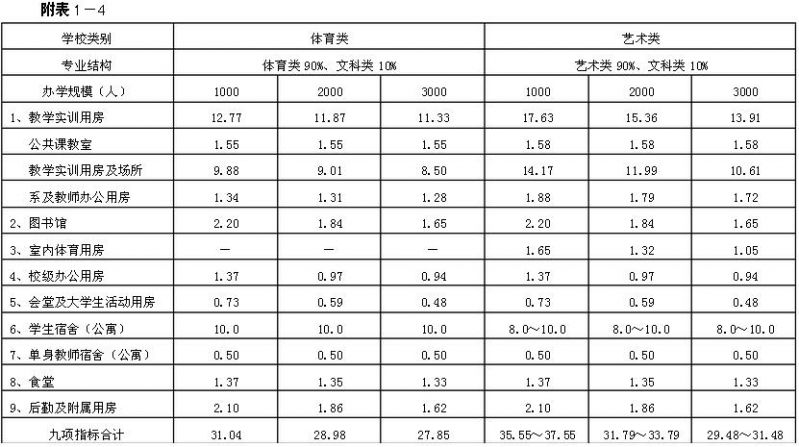 附表1－4
学校类别 体育类 艺术类
专业结构 体育类90%、文科类10% 艺术类90%、文科类10%
办学规模（人） 1000 2000 3000 1000 2000 3000
1、教学实训用房 12.77 11.87 11.33 17.63 15.36 13.91
公共课教室 1.55 1.55 1.55 1.58 1.58 1.58
教学实训用房及场所 9.88 9.01 8.50 14.17 11.99 10.61
系及教师办公用房 1.34 1.31 1.28 1.88 1.79 1.72
2、图书馆 2.20 1.84 1.65 2.20 1.84 1.65
3、室内体育用房 － － － 1.65 1.32 1.05
4、校级办公用房 1.37 0.97 0.94 1.37 0.97 0.94
5、会堂及大学生活动用房 0.73 0.59 0.48 0.73 0.59 0.48
6、学生宿舍（公寓） 10.0 10.0 10.0 8.0～10.0 8.0～10.0 8.0～10.0
7、单身教师宿舍（公寓） 0.50 0.50 0.50 0.50 0.50 0.50
8、食堂 1.37 1.35 1.33 1.37 1.35 1.33
9、后勤及附属用房 2.10 1.86 1.62 2.10 1.86 1.62
九项指标合计 31.04 28.98 27.85 35.55～37.55 31.79～33.79 29.48～31.48